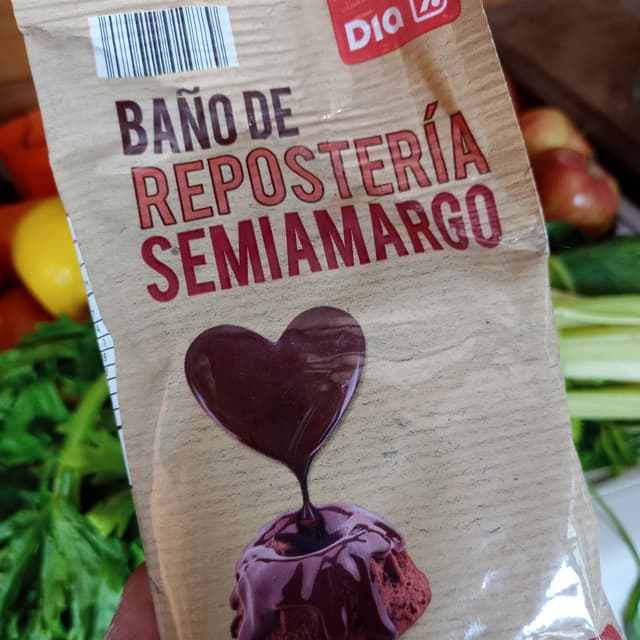 Dia %
BAÑO DE
REPOSTERÍA
SEMIAMARGO